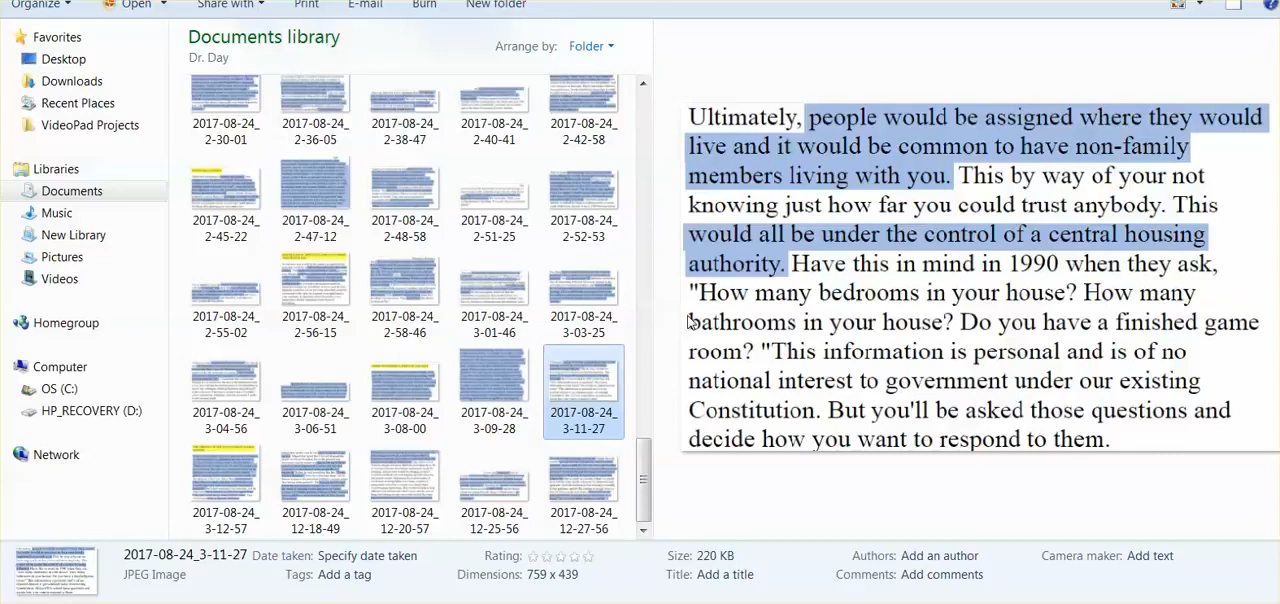 Organize
Open
Share with
Print
E-mail
Burn
New folder
Favorites
Desktop
Downloads
Recent Places
VideoPad Projects
Libraries
Documents
Music
New Library
Pictures
Videos
Homegroup
Computer
OS (C:)
HP_RECOVERY (D:)
Network
Documents library
Dr. Day
Arrange by: Folder
2017-08-24_ 2017-08-24_ 2017-08-24_ 2017-08-24_ 2017-08-24_
2-30-01 2-36-05 2-38-47 2-40-41 2-42-58
2017-08-24_ 2017-08-24_ 2017-08-24_ 2017-08-24_ 2017-08-24_
2-45-22 2-47-12 2-48-58 2-51-25 2-52-53
2017-08-24_ 2017-08-24_ 2017-08-24_ 2017-08-24_ 2017-08-24_
2-55-02 2-56-15 2-58-46 3-01-46 3-03-25
2017-08-24_ 2017-08-24_ 2017-08-24_ 2017-08-24_ 2017-08-24_
3-04-56 3-06-51 3-08-00 3-09-28 3-11-27
2017-08-24_ 2017-08-24_ 2017-08-24_ 2017-08-24_ 2017-08-24_
3-12-57 12-18-49 12-20-57 12-25-56 12-27-56
Ultimately, people would be assigned where they would
live and it would be common to have non-family
members living with you. This by way of your not
knowing just how far you could trust anybody. This
would all be under the control of a central housing
authority. Have this in mind in 1990 when they ask,
"How many bedrooms in your house? How many
bathrooms in your house? Do you have a finished game
room? "This information is personal and is of no
national interest to government under our existing
Constitution. But you'll be asked those questions and
decide how you want to respond to them.
2017-08-24_3-11-27 Date taken: Specify date taken Rating: Size: 220 KB Authors: Add an author Camera maker: Add text
JPEG Image Tags: Add a tag 759 x 439 Title: Add a title Comments: Add comments